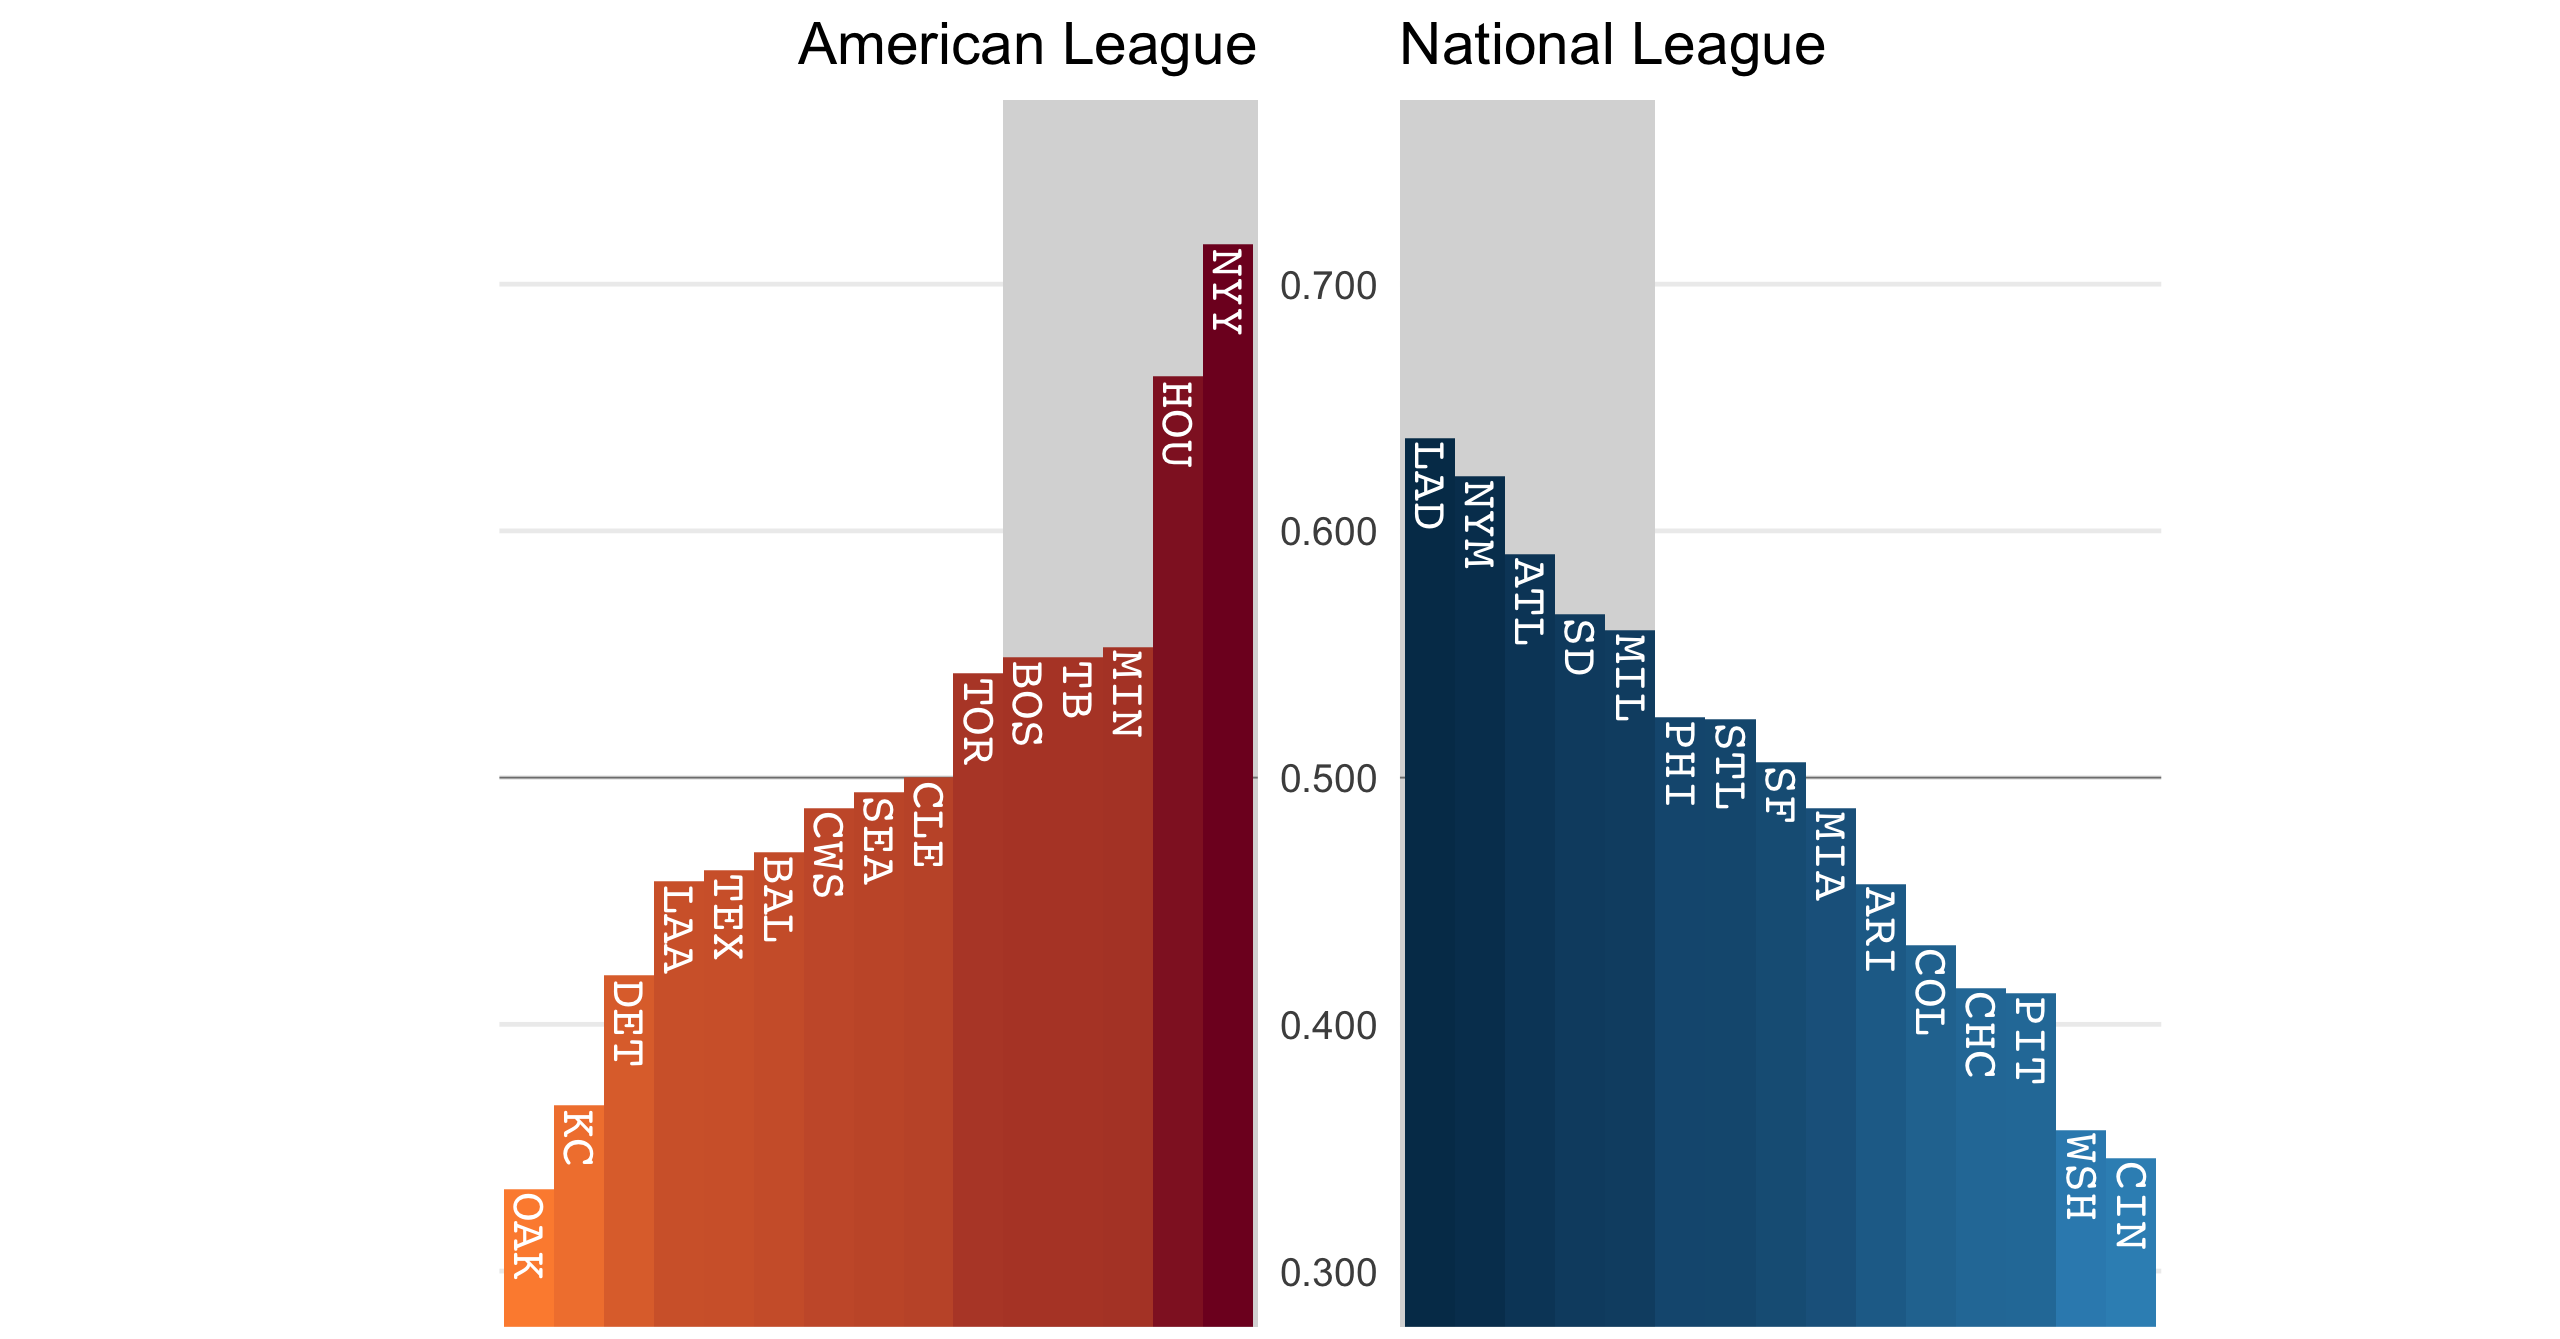 American League
National League
0.700
0.600
0.500
0.400
0.300
OAK
KC
DET
LAA
TEX
BAL
CWS
SEA
CLE
TOR
BOS
TB
MIN
HOU
NYY
LAD
NYM
ATL
SD
MIL
PHI
STL
SF
MIA
ARI
COL
CHC
PIT
WSH
CIN